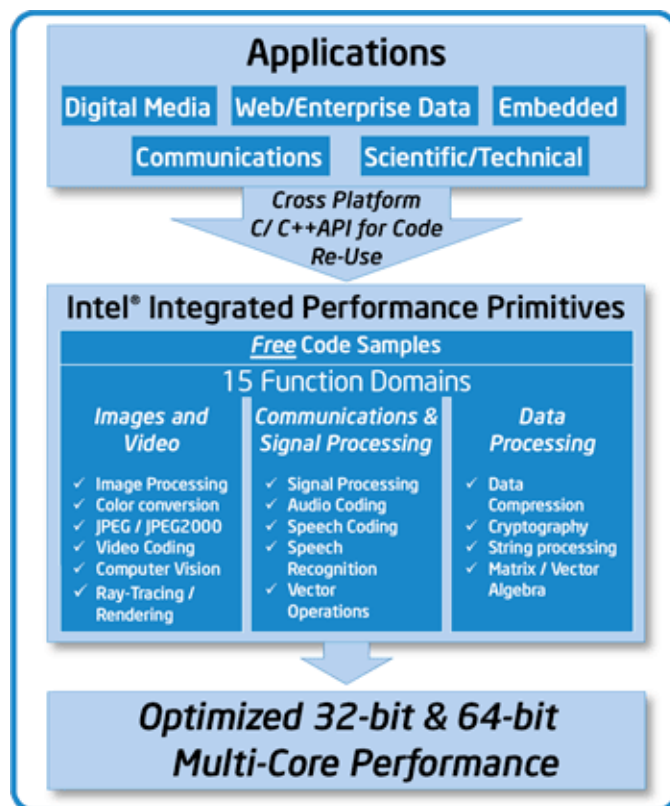 Applications
Digital Media
Web/Enterprise Data
Embedded
Communications
Scientific/Technical
Cross Platform
C/ C++API for Code
Re-Use
Intel® Integrated Performance Primitives
Free Code Samples
15 Function Domains
Images and
Video
✓ Image Processing
✓ Color conversion
✓ JPEG / JPEG2000
✓ Video Coding
✓ Computer Vision
✓ Ray-Tracing /
Rendering
Communications &
Signal Processing
✓ Signal Processing
✓ Audio Coding
✓ Speech Coding
✓ Speech
Recognition
✓ Vector
Operations
Data
Processing
✓ Data
Compression
✓ Cryptography
✓ String processing
✓ Matrix / Vector
Algebra
Optimized 32-bit & 64-bit
Multi-Core Performance